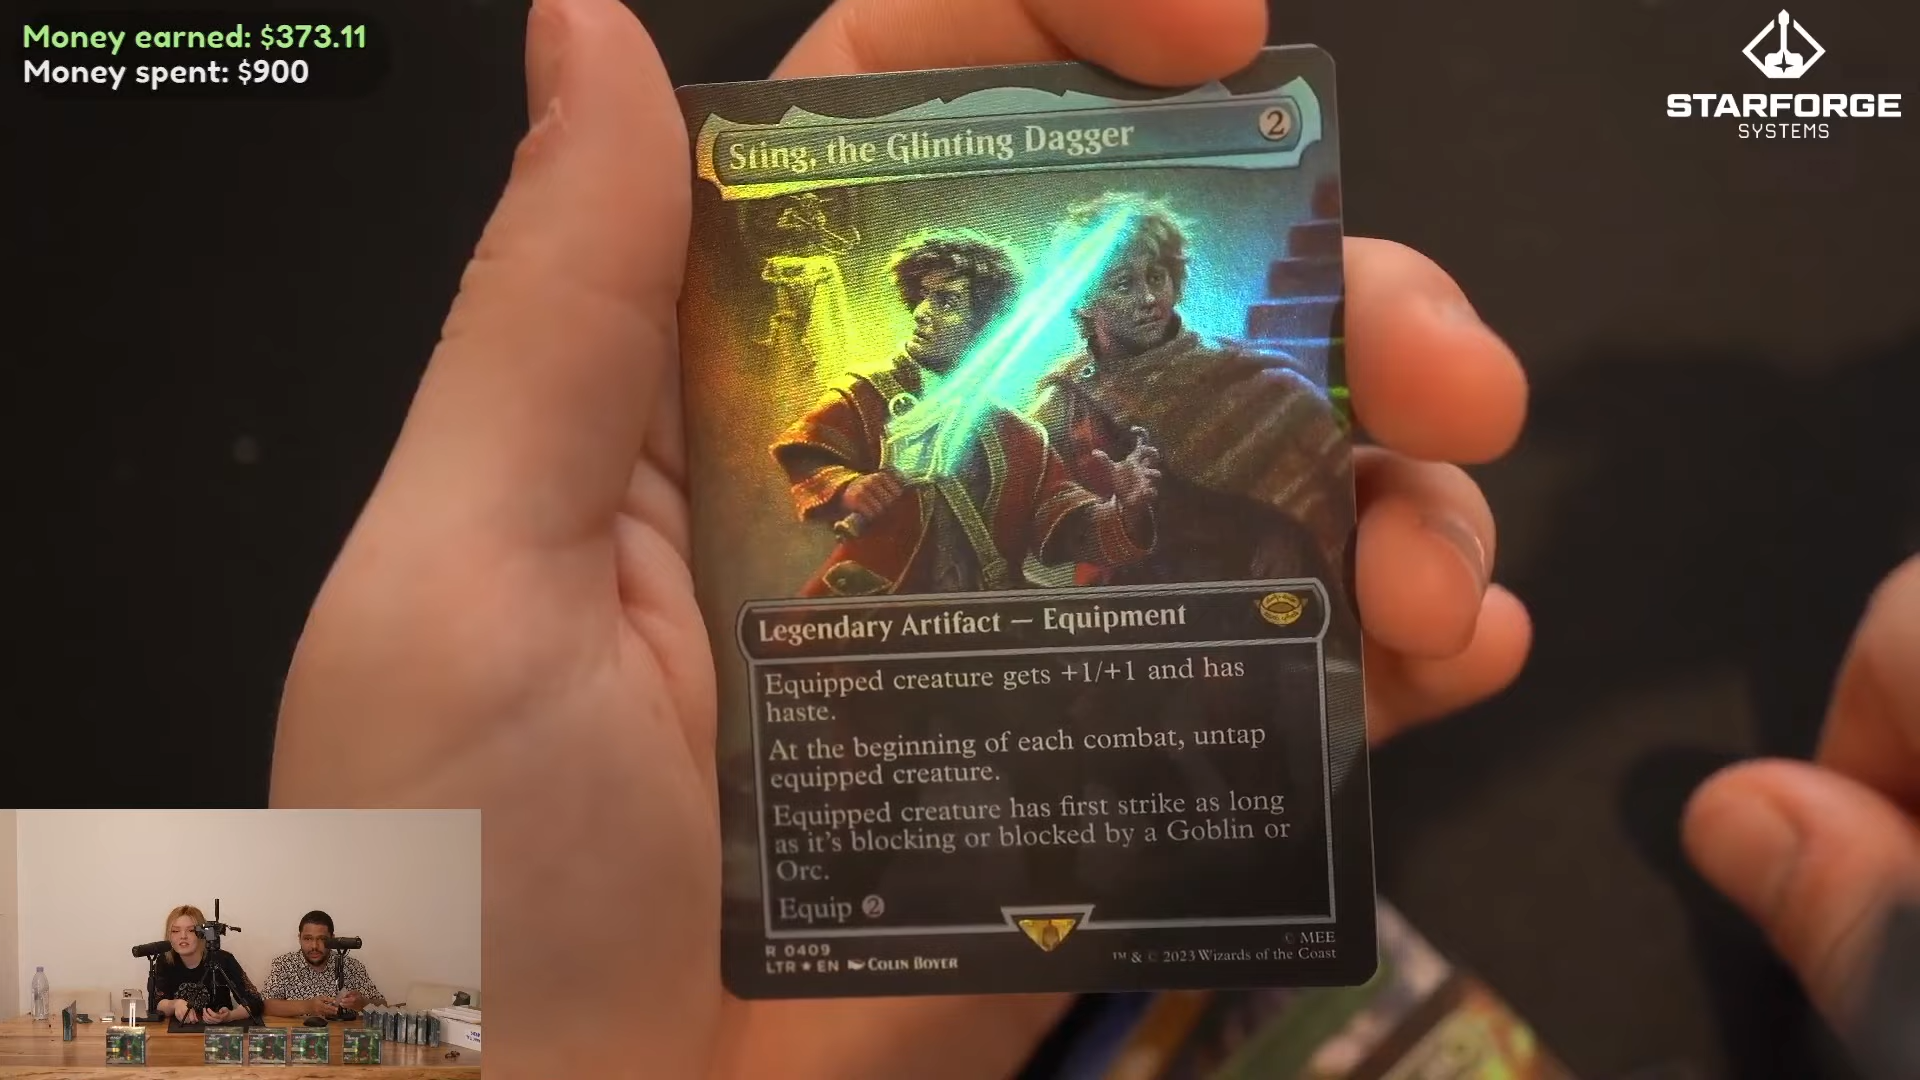 Money earned: $373.11
Money spent: $900
STARFORGE
SYSTEMS
Sting, the Glinting Dagger
2
Legendary Artifact — Equipment
Equipped creature gets +1/+1 and has
haste.
At the beginning of each combat, untap
equipped creature.
Equipped creature has first strike as long
as it's blocking or blocked by a Goblin or
Orc.
Equip 2
R 0409
LTR ★ EN COLIN BOYER
© MEE
™ & © 2023 Wizards of the Coast